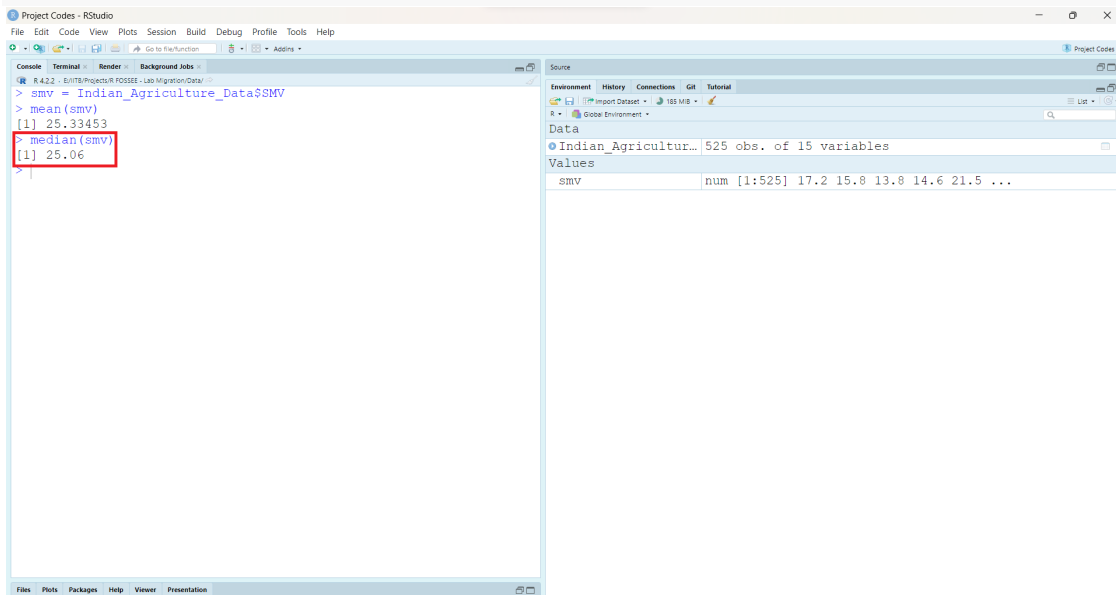 Project Codes - RStudio
File Edit Code View Plots Session Build Debug Profile Tools Help
Go to file/function Addins Project Codes
Console Terminal Render Background Jobs
R 4.2.2 · E:/IITB/Projects/R FOSSEE - Lab Migration/Data/
> smv = Indian_Agriculture_Data$SMV
> mean(smv)
[1] 25.33453
> median(smv)
[1] 25.06
>
Source
Environment History Connections Git Tutorial
Import Dataset 185 MiB List
R Global Environment
Data
Indian_Agricultur… 525 obs. of 15 variables
Values
smv num [1:525] 17.2 15.8 13.8 14.6 21.5 ...
Files Plots Packages Help Viewer Presentation